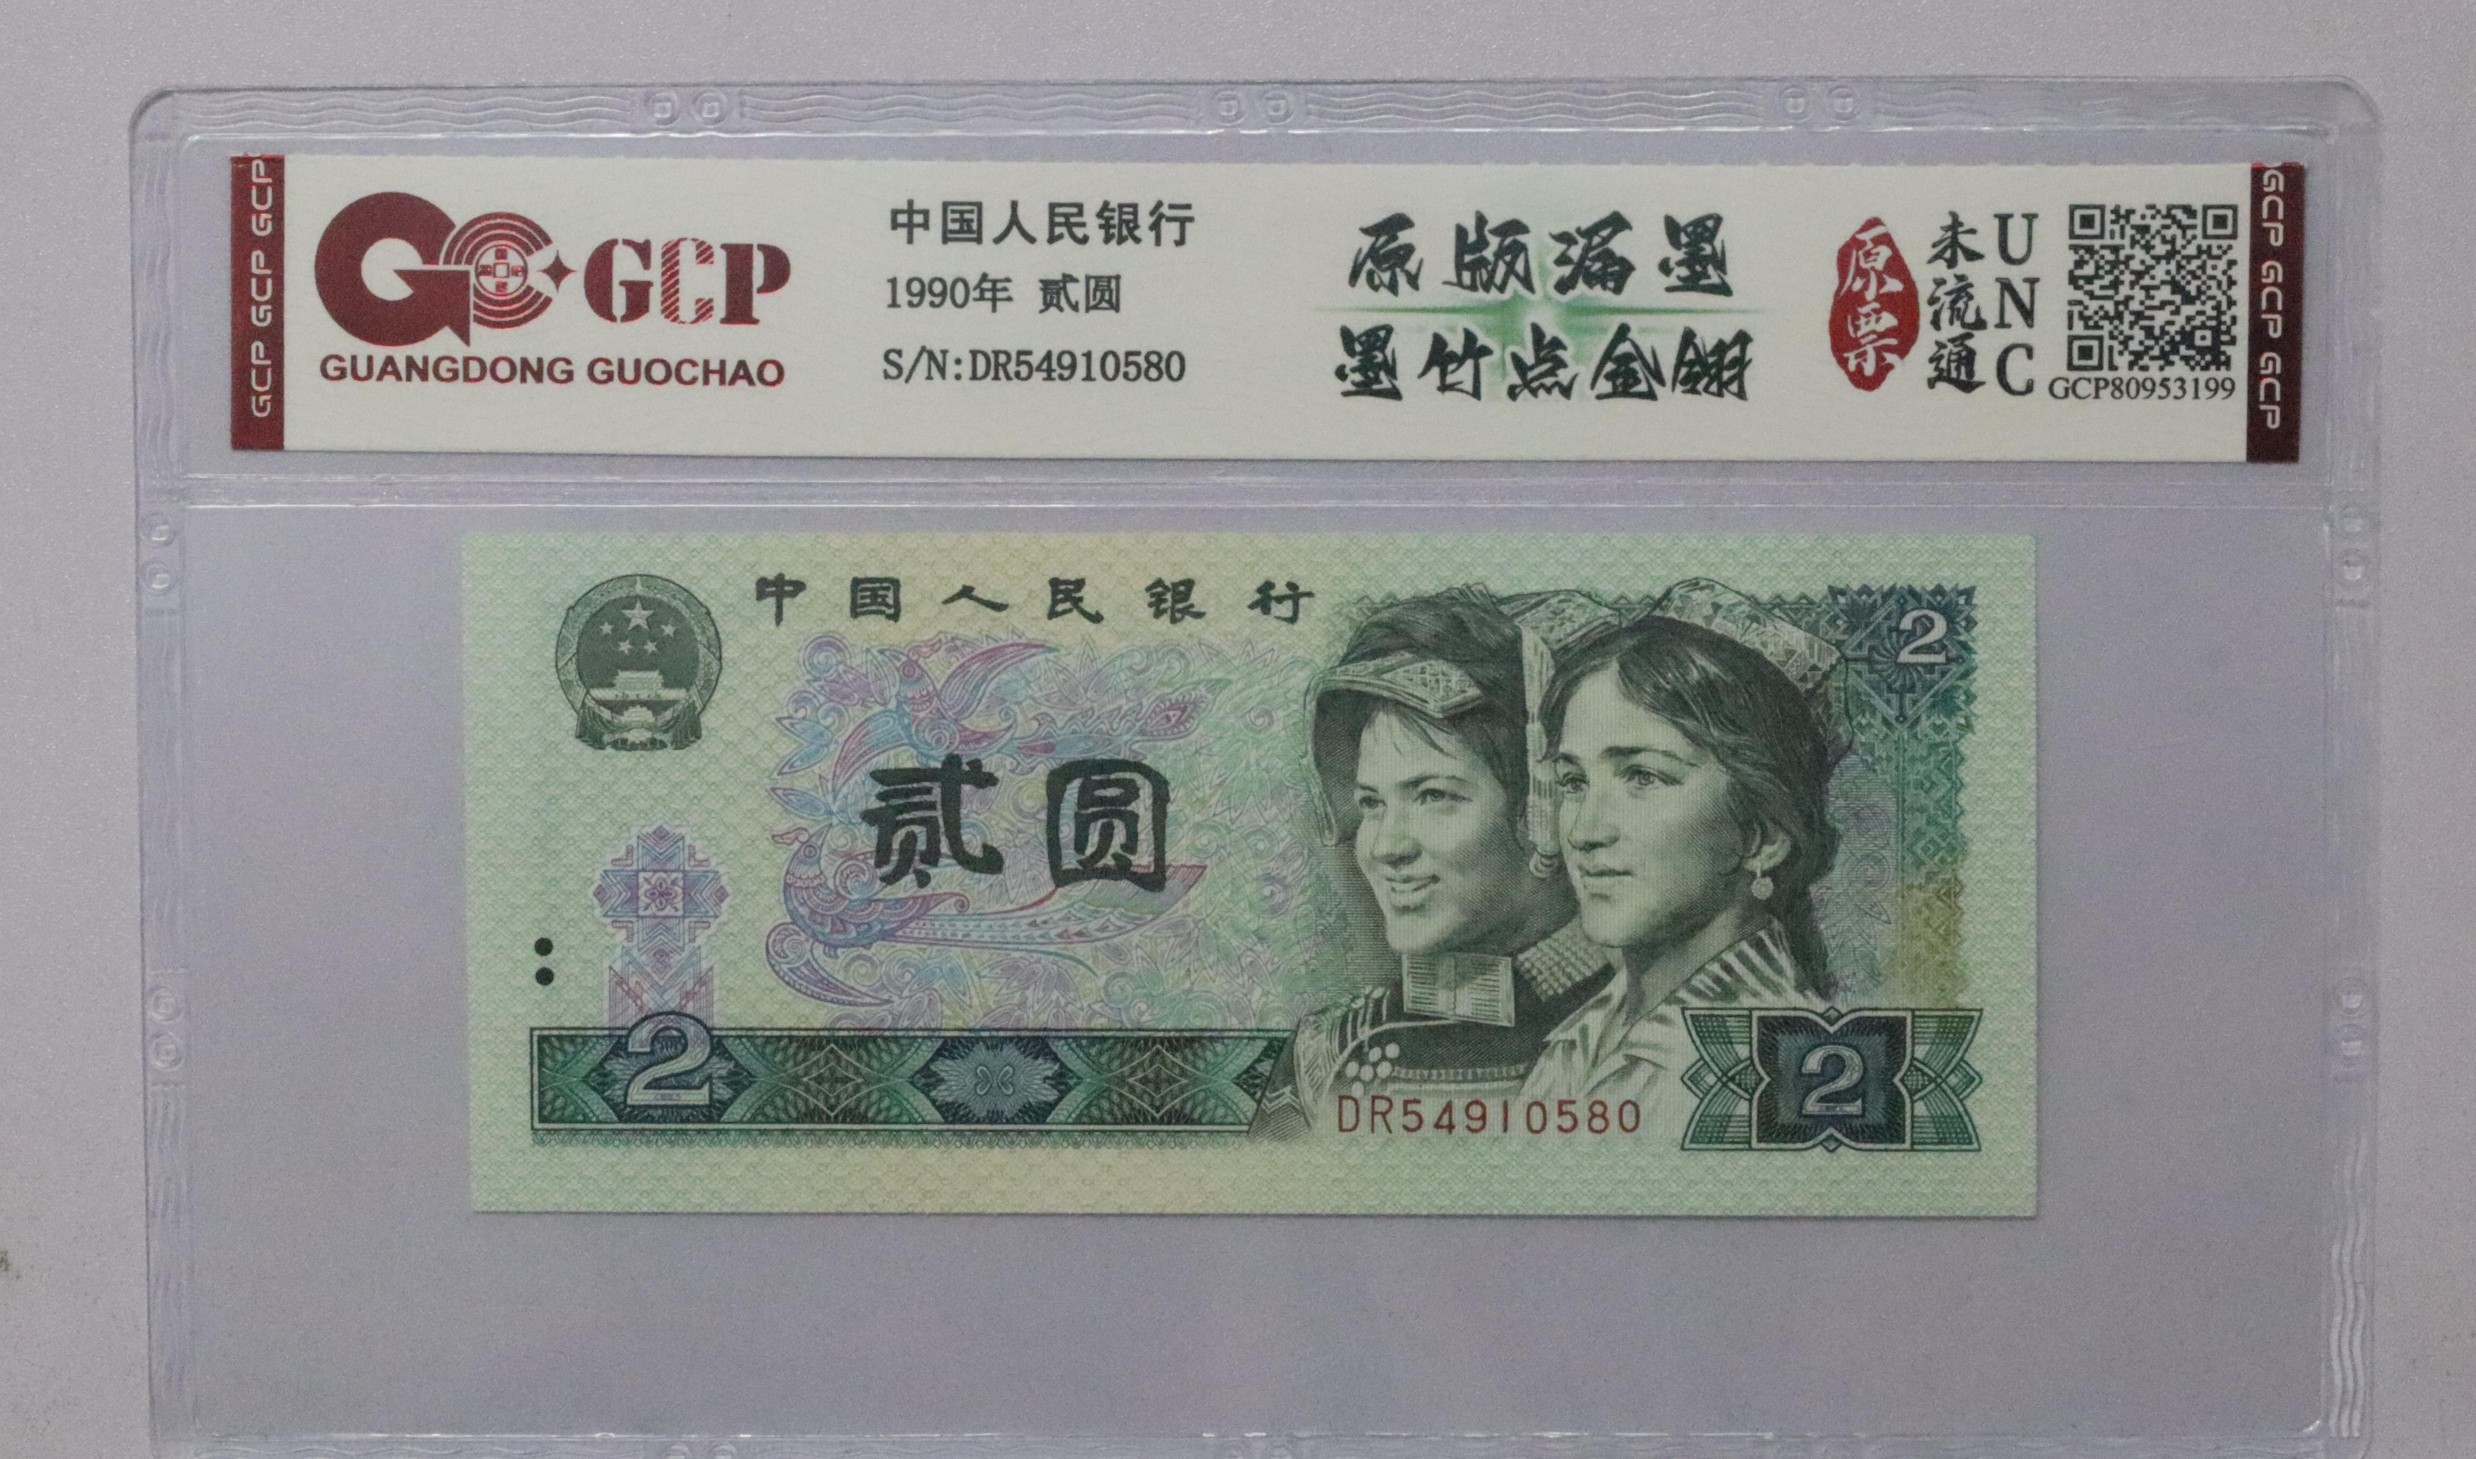 GCP GCP GCP
GCP
GUANGDONG GUOCHAO
中国人民银行
1990年 贰圆
S/N:DR54910580
原版漏墨
墨竹点金翎
原票
未流通
UNC
GCP80953199
GCP GCP GCP
中国人民银行
2
贰圆
2
DR54910580
2